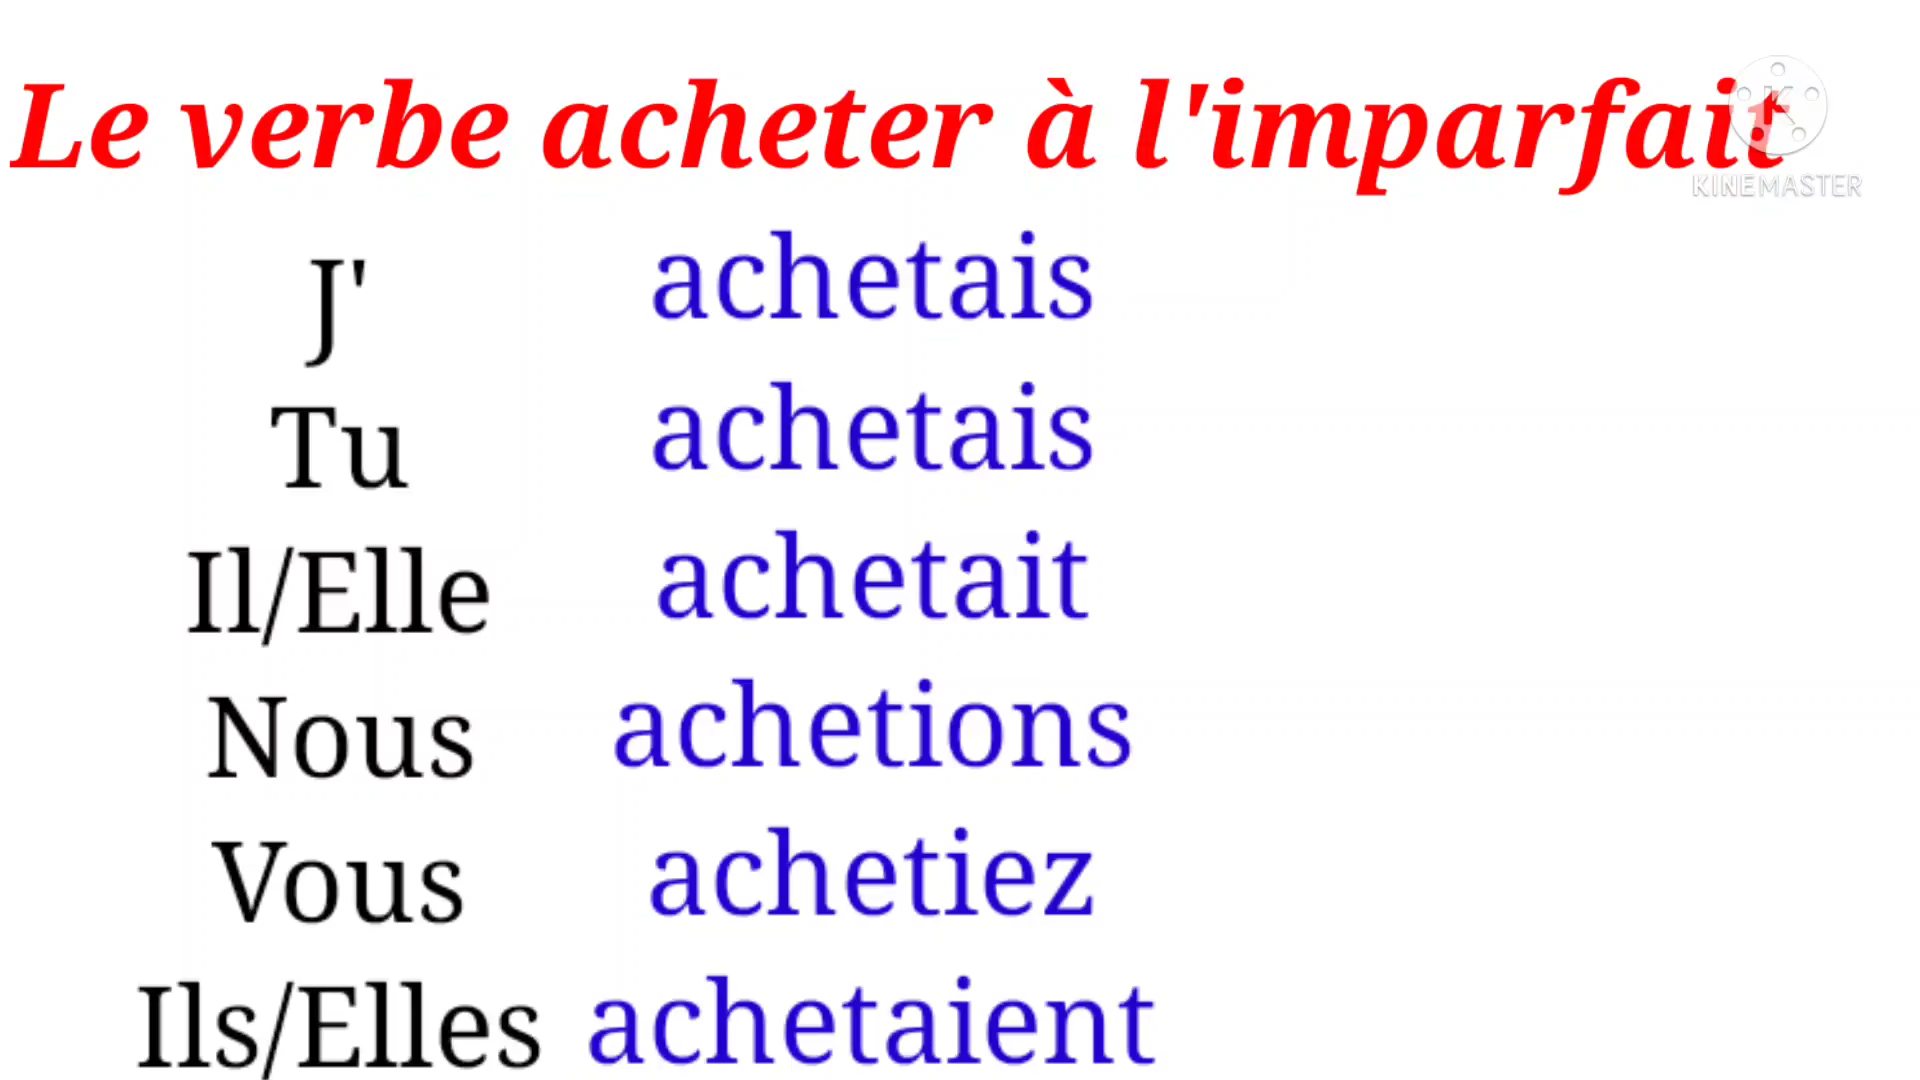 Le verbe acheter à l'imparfait
KINEMASTER
J' achetais
Tu achetais
Il/Elle achetait
Nous achetions
Vous achetiez
Ils/Elles achetaient